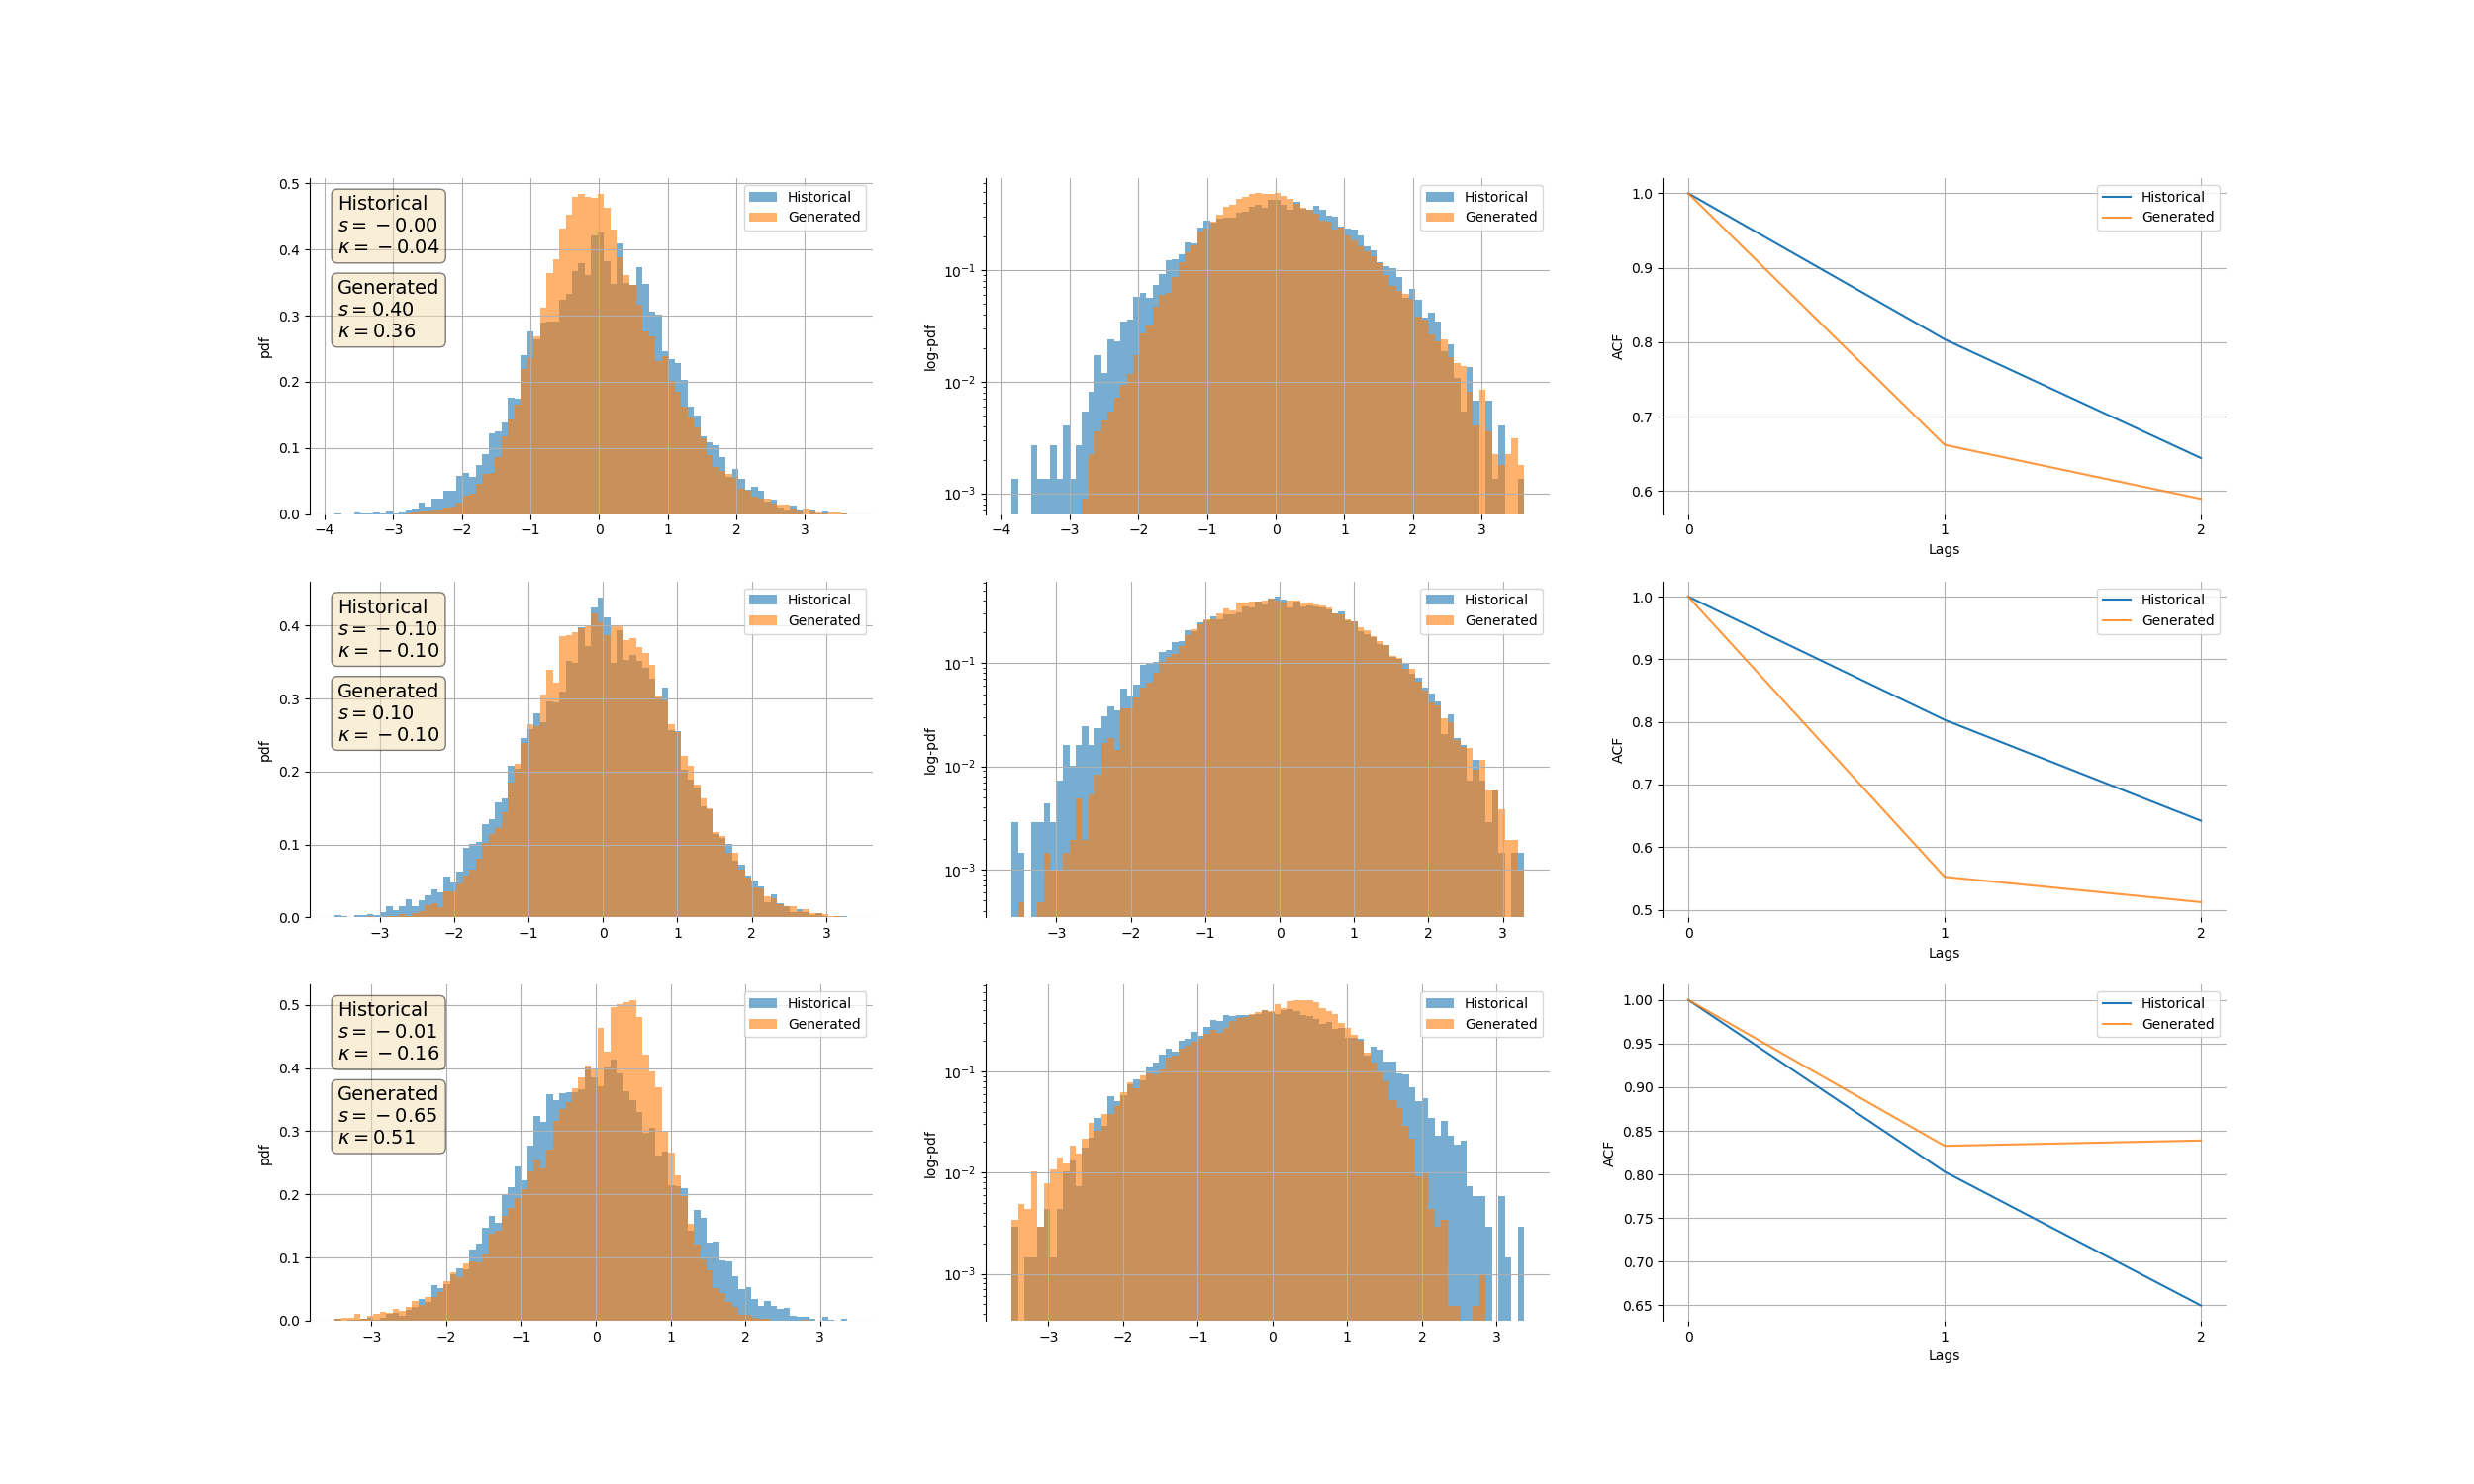 Historical
s = −0.00
κ = −0.04
Generated
s = 0.40
κ = 0.36
Historical
Generated
pdf
0.5
0.4
0.3
0.2
0.1
0.0
−4 −3 −2 −1 0 1 2 3
Historical
Generated
log-pdf
10⁻¹
10⁻²
10⁻³
−4 −3 −2 −1 0 1 2 3
Historical
Generated
ACF
1.0
0.9
0.8
0.7
0.6
0 1 2
Lags
Historical
s = −0.10
κ = −0.10
Generated
s = 0.10
κ = −0.10
Historical
Generated
pdf
0.4
0.3
0.2
0.1
0.0
−3 −2 −1 0 1 2 3
Historical
Generated
log-pdf
10⁻¹
10⁻²
10⁻³
−3 −2 −1 0 1 2 3
Historical
Generated
ACF
1.0
0.9
0.8
0.7
0.6
0.5
0 1 2
Lags
Historical
s = −0.01
κ = −0.16
Generated
s = −0.65
κ = 0.51
Historical
Generated
pdf
0.5
0.4
0.3
0.2
0.1
0.0
−3 −2 −1 0 1 2 3
Historical
Generated
log-pdf
10⁻¹
10⁻²
10⁻³
−3 −2 −1 0 1 2 3
Historical
Generated
ACF
1.00
0.95
0.90
0.85
0.80
0.75
0.70
0.65
0 1 2
Lags